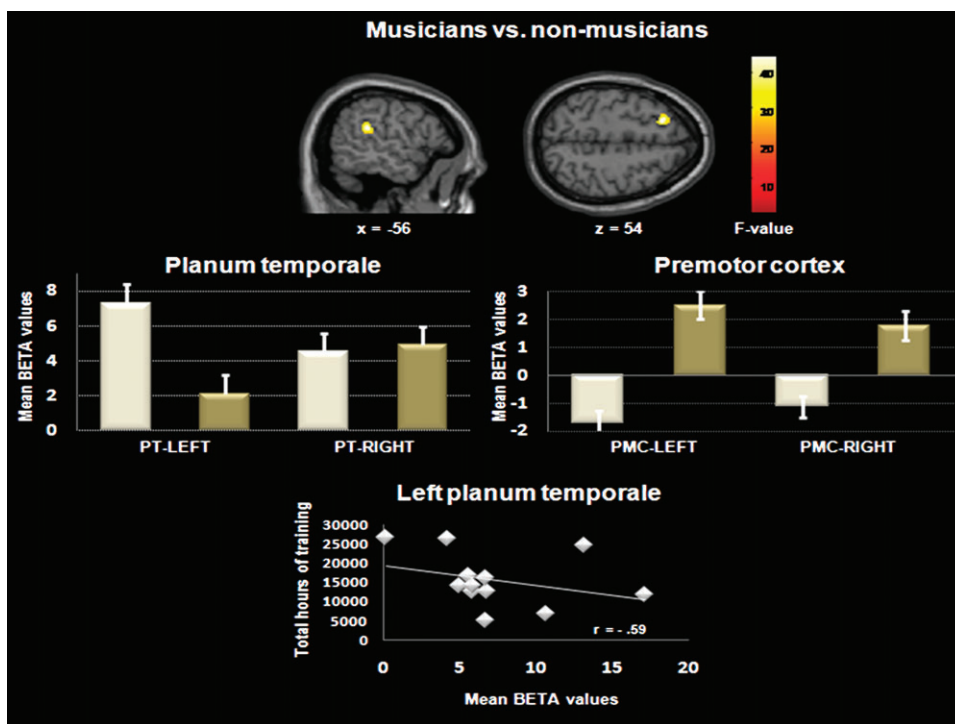 Musicians vs. non-musicians
40
30
20
10
x = -56
z = 54
F-value
Planum temporale
Mean BETA values
8
6
4
2
0
PT-LEFT
PT-RIGHT
Premotor cortex
Mean BETA values
3
2
1
0
-1
-2
PMC-LEFT
PMC-RIGHT
Left planum temporale
Total hours of training
30000
25000
20000
15000
10000
5000
0
r = - .59
0 5 10 15 20
Mean BETA values